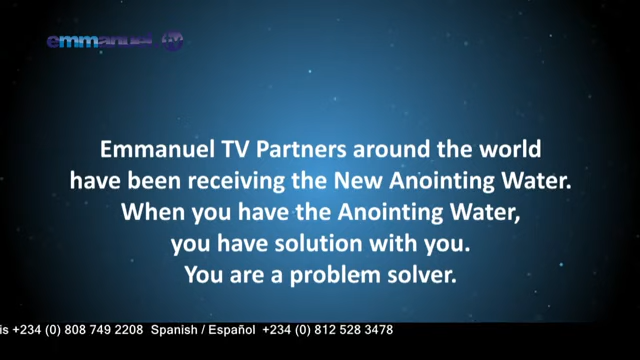 emmanuel TV
Emmanuel TV Partners around the world
have been receiving the New Anointing Water.
When you have the Anointing Water,
you have solution with you.
You are a problem solver.
is +234 (0) 808 749 2208 Spanish / Español +234 (0) 812 528 3478